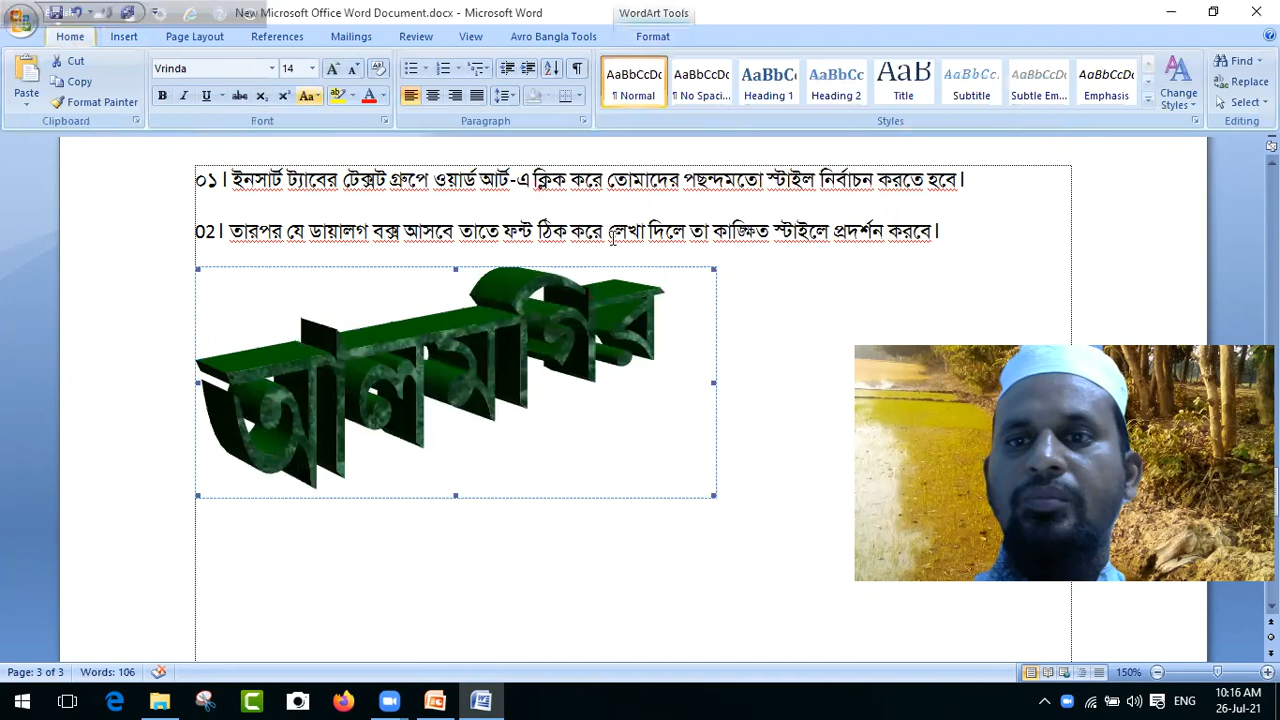 English
New Microsoft Office Word Document.docx - Microsoft Word
WordArt Tools
Home Insert Page Layout References Mailings Review View Avro Bangla Tools Format
Cut
Copy
Format Painter
Paste
Clipboard
Vrinda 14
Font
Paragraph
AaBbCcDc AaBbCcDc AaBbCc AaBbCc AaB AaBbCc. AaBbCcDc AaBbCcDc
¶ Normal ¶ No Spaci... Heading 1 Heading 2 Title Subtitle Subtle Em... Emphasis
Change Styles
Styles
Find
Replace
Select
Editing
০১। ইনসার্ট ট্যাবের টেক্সট গ্রুপে ওয়ার্ড আর্ট-এ ক্লিক করে তোমাদের পছন্দমতো স্টাইল নির্বাচন করতে হবে।
02। তারপর যে ডায়ালগ বক্স আসবে তাতে ফন্ট ঠিক করে লেখা দিলে তা কাঙ্ক্ষিত স্টাইলে প্রদর্শন করবে।
আলমগির
Page: 3 of 3 Words: 106 150%
ENG
10:16 AM
26-Jul-21